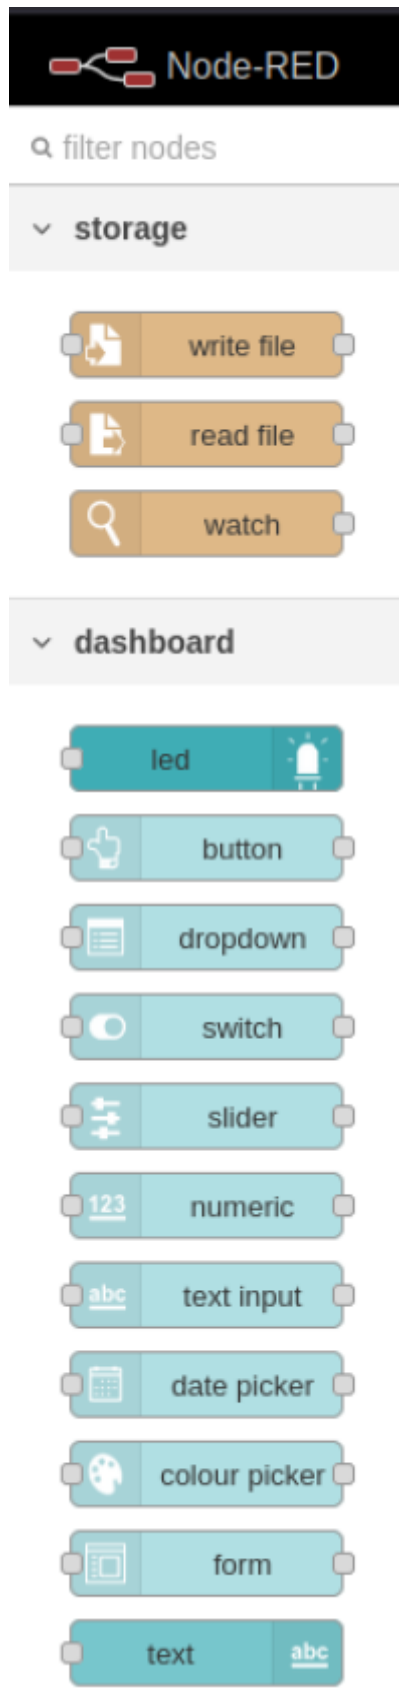 Node-RED
filter nodes
storage
write file
read file
watch
dashboard
led
button
dropdown
switch
slider
123 numeric
abc text input
date picker
colour picker
form
text abc